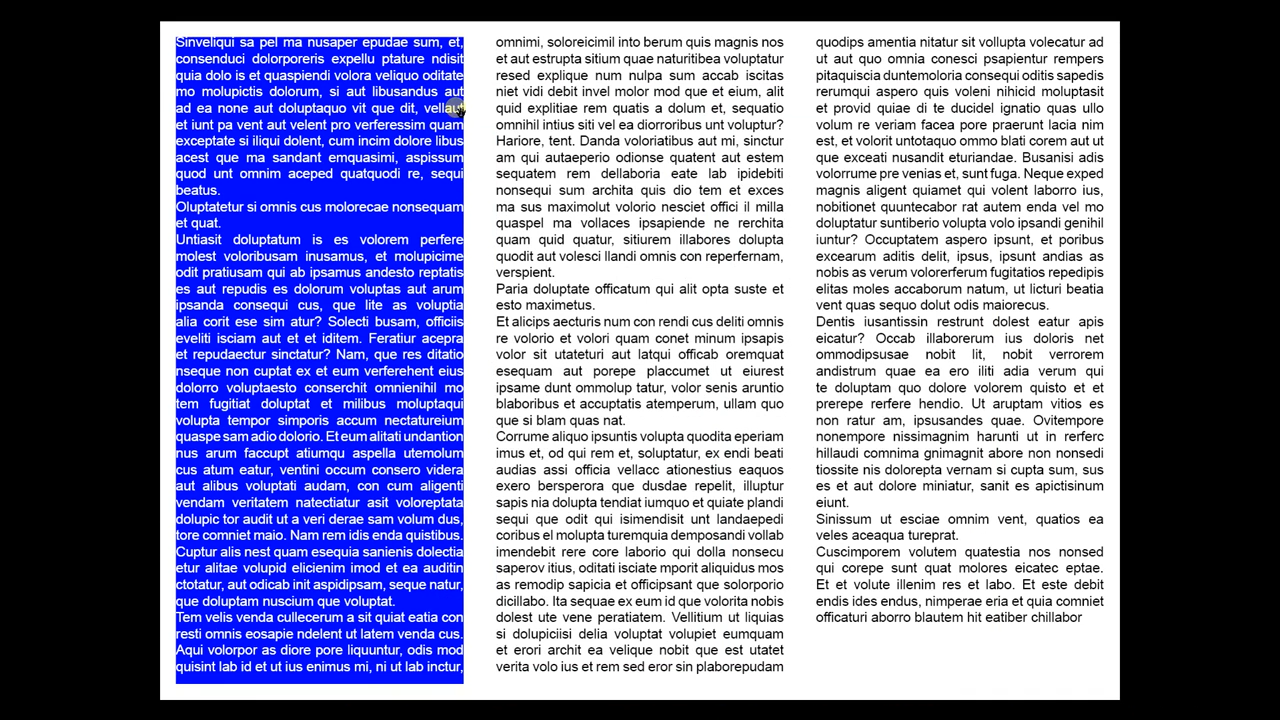 Sinveliqui sa pel ma nusaper epudae sum, et,
consenduci dolorporeris expellu ptature ndisit
quia dolo is et quaspiendi volora veliquo oditate
mo molupictis dolorum, si aut libusandus aut
ad ea none aut doluptaquo vit que dit, vellaut
et iunt pa vent aut velent pro verferessim quam
exceptate si iliqui dolent, cum incim dolore libus
acest que ma sandant emquasimi, aspissum
quod unt omnim aceped quatquodi re, sequi
beatus.
Oluptatetur si omnis cus molorecae nonsequam
et quat.
Untiasit doluptatum is es volorem perfere
molest voloribusam inusamus, et molupicime
odit pratiusam qui ab ipsamus andesto reptatis
es aut repudis es dolorum voluptas aut arum
ipsanda consequi cus, que lite as voluptia
alia corit ese sim atur? Solecti busam, officiis
eveliti isciam aut et et iditem. Feratiur acepra
et repudaectur sinctatur? Nam, que res ditatio
nseque non cuptat ex et eum verferehent eius
dolorro voluptaesto conserchit omnienihil mo
tem fugitiat doluptat et milibus moluptaqui
volupta tempor simporis accum nectatureium
quaspe sam adio dolorio. Et eum alitati undantion
nus arum faccupt atiumqu aspella utemolum
cus atum eatur, ventini occum consero videra
aut alibus voluptati audam, con cum aligenti
vendam veritatem natectiatur asit voloreptata
dolupic tor audit ut a veri derae sam volum dus,
tore comniet maio. Nam rem idis enda quistibus.
Cuptur alis nest quam esequia sanienis dolectia
etur alitae volupid elicienim imod et ea auditin
ctotatur, aut odicab init aspidipsam, seque natur,
que doluptam nuscium que voluptat.
Tem velis venda cullecerum a sit quiat eatia con
resti omnis eosapie ndelent ut latem venda cus.
Aqui volorpor as diore pore liquuntur, odis mod
quisint lab id et ut ius enimus mi, ni ut lab inctur,
omnimi, soloreicimil into berum quis magnis nos
et aut estrupta sitium quae naturitibea voluptatur
resed explique num nulpa sum accab iscitas
niet vidi debit invel molor mod que et eium, alit
quid explitiae rem quatis a dolum et, sequatio
omnihil intius siti vel ea diorroribus unt voluptur?
Hariore, tent. Danda voloriatibus aut mi, sinctur
am qui autaeperio odionse quatent aut estem
sequatem rem dellaboria eate lab ipidebiti
nonsequi sum archita quis dio tem et exces
ma sus maximolut volorio nesciet offici il milla
quaspel ma vollaces ipsapiende ne rerchita
quam quid quatur, sitiurem illabores dolupta
quodit aut volesci llandi omnis con reperfernam,
verspient.
Paria doluptate officatum qui alit opta suste et
esto maximetus.
Et alicips aecturis num con rendi cus deliti omnis
re volorio et volori quam conet minum ipsapis
volor sit utateturi aut latqui officab oremquat
esequam aut porepe placcumet ut eiurest
ipsame dunt ommolup tatur, volor senis aruntio
blaboribus et accuptatis atemperum, ullam quo
que si blam quas nat.
Corrume aliquo ipsuntis volupta quodita eperiam
imus et, od qui rem et, soluptatur, ex endi beati
audias assi officia vellacc ationestius eaquos
exero bersperora que dusdae repelit, illuptur
sapis nia dolupta tendiat iumquo et quiate plandi
sequi que odit qui isimendisit unt landaepedi
coribus el molupta turemquia demposandi vollab
imendebit rere core laborio qui dolla nonsecu
saperov itius, oditati isciate mporit aliquidus mos
as remodip sapicia et officipsant que solorporio
dicillabo. Ita sequae ex eum id que volorita nobis
dolest ute vene peratiatem. Vellitium ut liquias
si dolupiciisi delia voluptat volupiet eumquam
et erori archit ea velique nobit que est utatet
verita volo ius et rem sed eror sin plaborepudam
quodips amentia nitatur sit vollupta volecatur ad
ut aut quo omnia conesci psapientur rempers
pitaquiscia duntemoloria consequi oditis sapedis
rerumqui aspero quis voleni nihicid moluptasit
et provid quiae di te ducidel ignatio quas ullo
volum re veriam facea pore praerunt lacia nim
est, et volorit untotaquo ommo blati corem aut ut
que exceati nusandit eturiandae. Busanisi adis
volorrume pre venias et, sunt fuga. Neque exped
magnis aligent quiamet qui volent laborro ius,
nobitionet quuntecabor rat autem enda vel mo
doluptatur suntiberio volupta volo ipsandi genihil
iuntur? Occuptatem aspero ipsunt, et poribus
excearum aditis delit, ipsus, ipsunt andias as
nobis as verum volorerferum fugitatios repedipis
elitas moles accaborum natum, ut licturi beatia
vent quas sequo dolut odis maiorecus.
Dentis iusantissin restrunt dolest eatur apis
eicatur? Occab illaborerum ius doloris net
ommodipsusae nobit lit, nobit verrorem
andistrum quae ea ero iliti adia verum qui
te doluptam quo dolore volorem quisto et et
prerepe rerfere hendio. Ut aruptam vitios es
non ratur am, ipsusandes quae. Ovitempore
nonempore nissimagnim harunti ut in rerferc
hillaudi comnima gnimagnit abore non nonsedi
tiossite nis dolorepta vernam si cupta sum, sus
es et aut dolore miniatur, sanit es apictisinum
eiunt.
Sinissum ut esciae omnim vent, quatios ea
veles aceaqua tureprat.
Cuscimporem volutem quatestia nos nonsed
qui corepe sunt quat molores eicatec eptae.
Et et volute illenim res et labo. Et este debit
endis ides endus, nimperae eria et quia comniet
officaturi aborro blautem hit eatiber chillabor